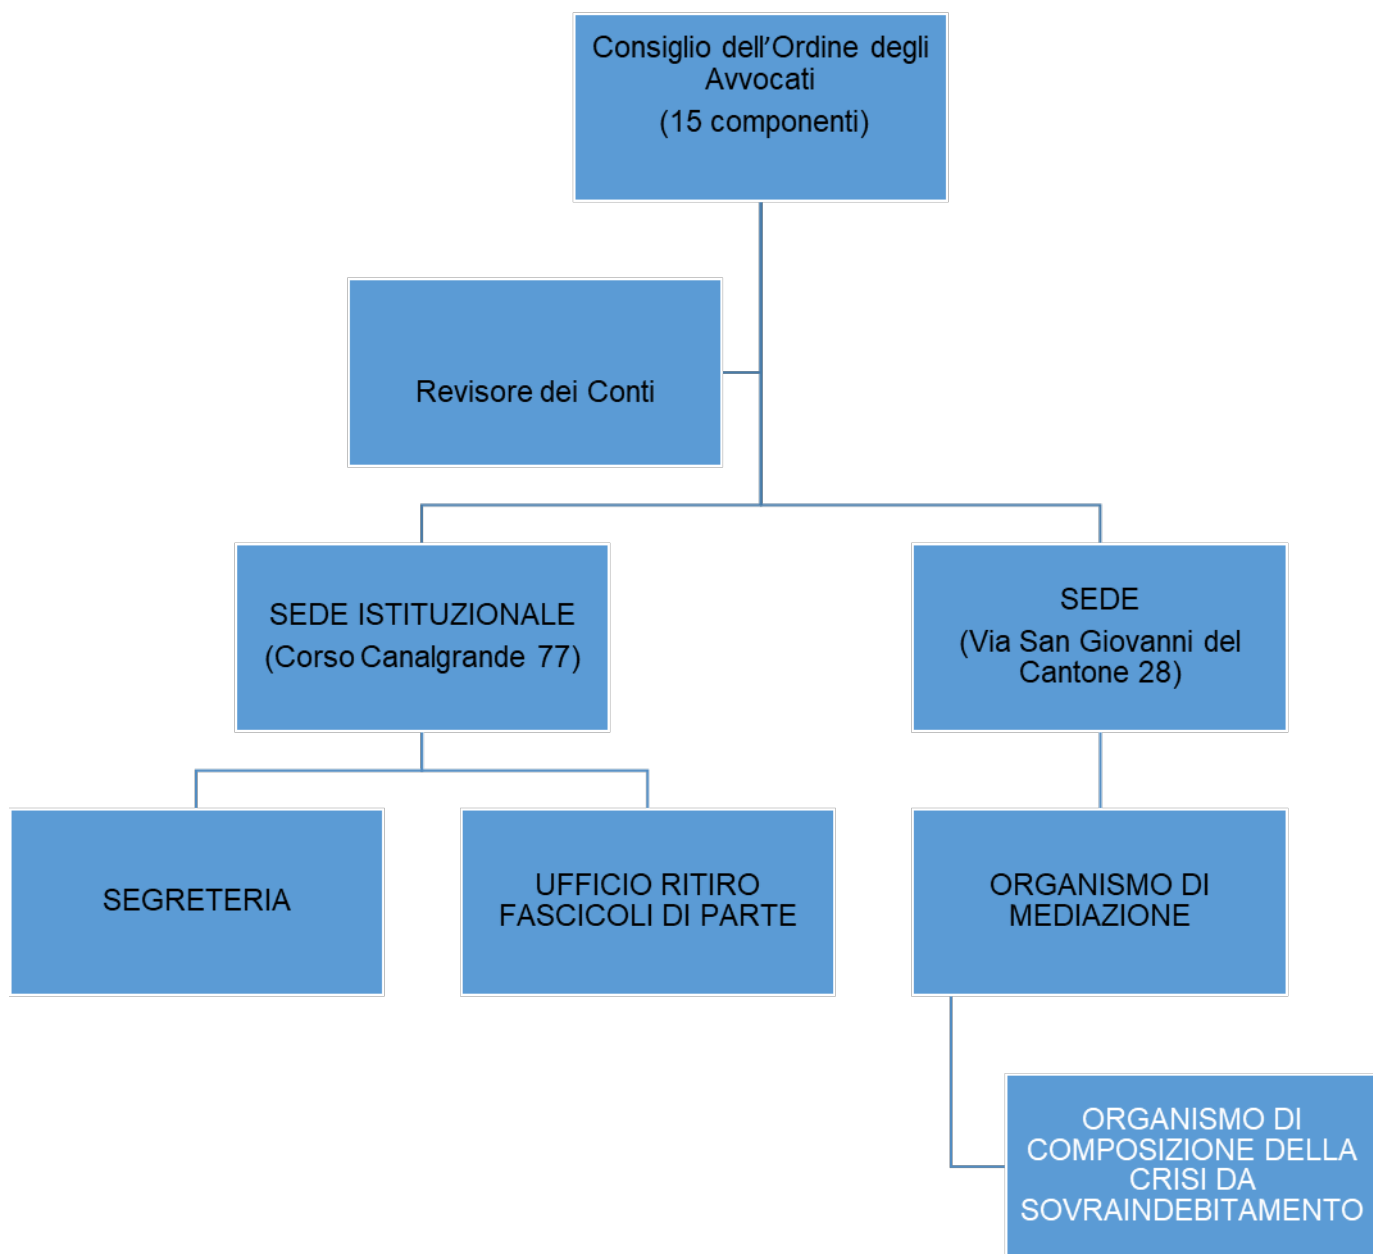 Consiglio dell’Ordine degli
Avvocati
(15 componenti)
Revisore dei Conti
SEDE ISTITUZIONALE
(Corso Canalgrande 77)
SEDE
(Via San Giovanni del
Cantone 28)
SEGRETERIA
UFFICIO RITIRO
FASCICOLI DI PARTE
ORGANISMO DI
MEDIAZIONE
ORGANISMO DI
COMPOSIZIONE DELLA
CRISI DA
SOVRAINDEBITAMENTO